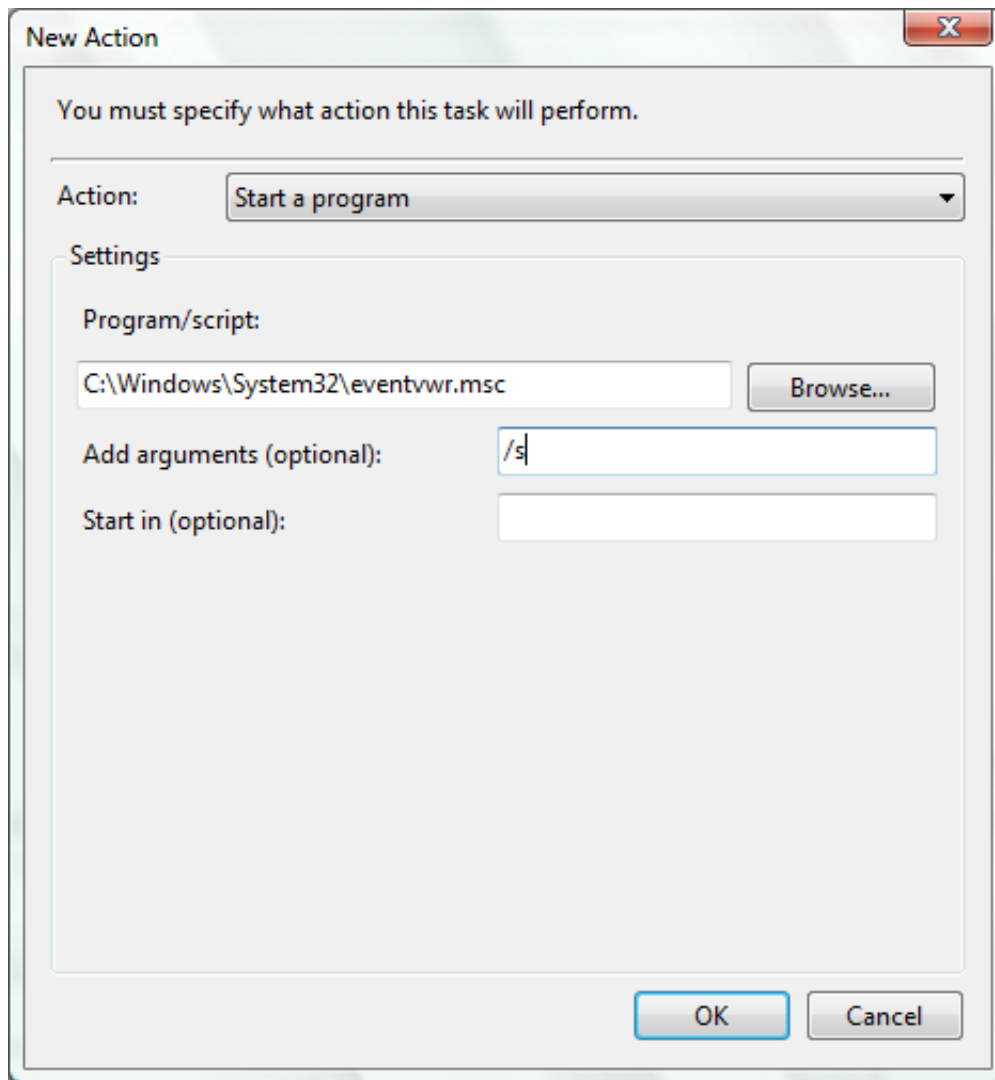 New Action
You must specify what action this task will perform.
Action: Start a program
Settings
Program/script:
C:\Windows\System32\eventvwr.msc Browse...
Add arguments (optional): /s
Start in (optional):
OK Cancel